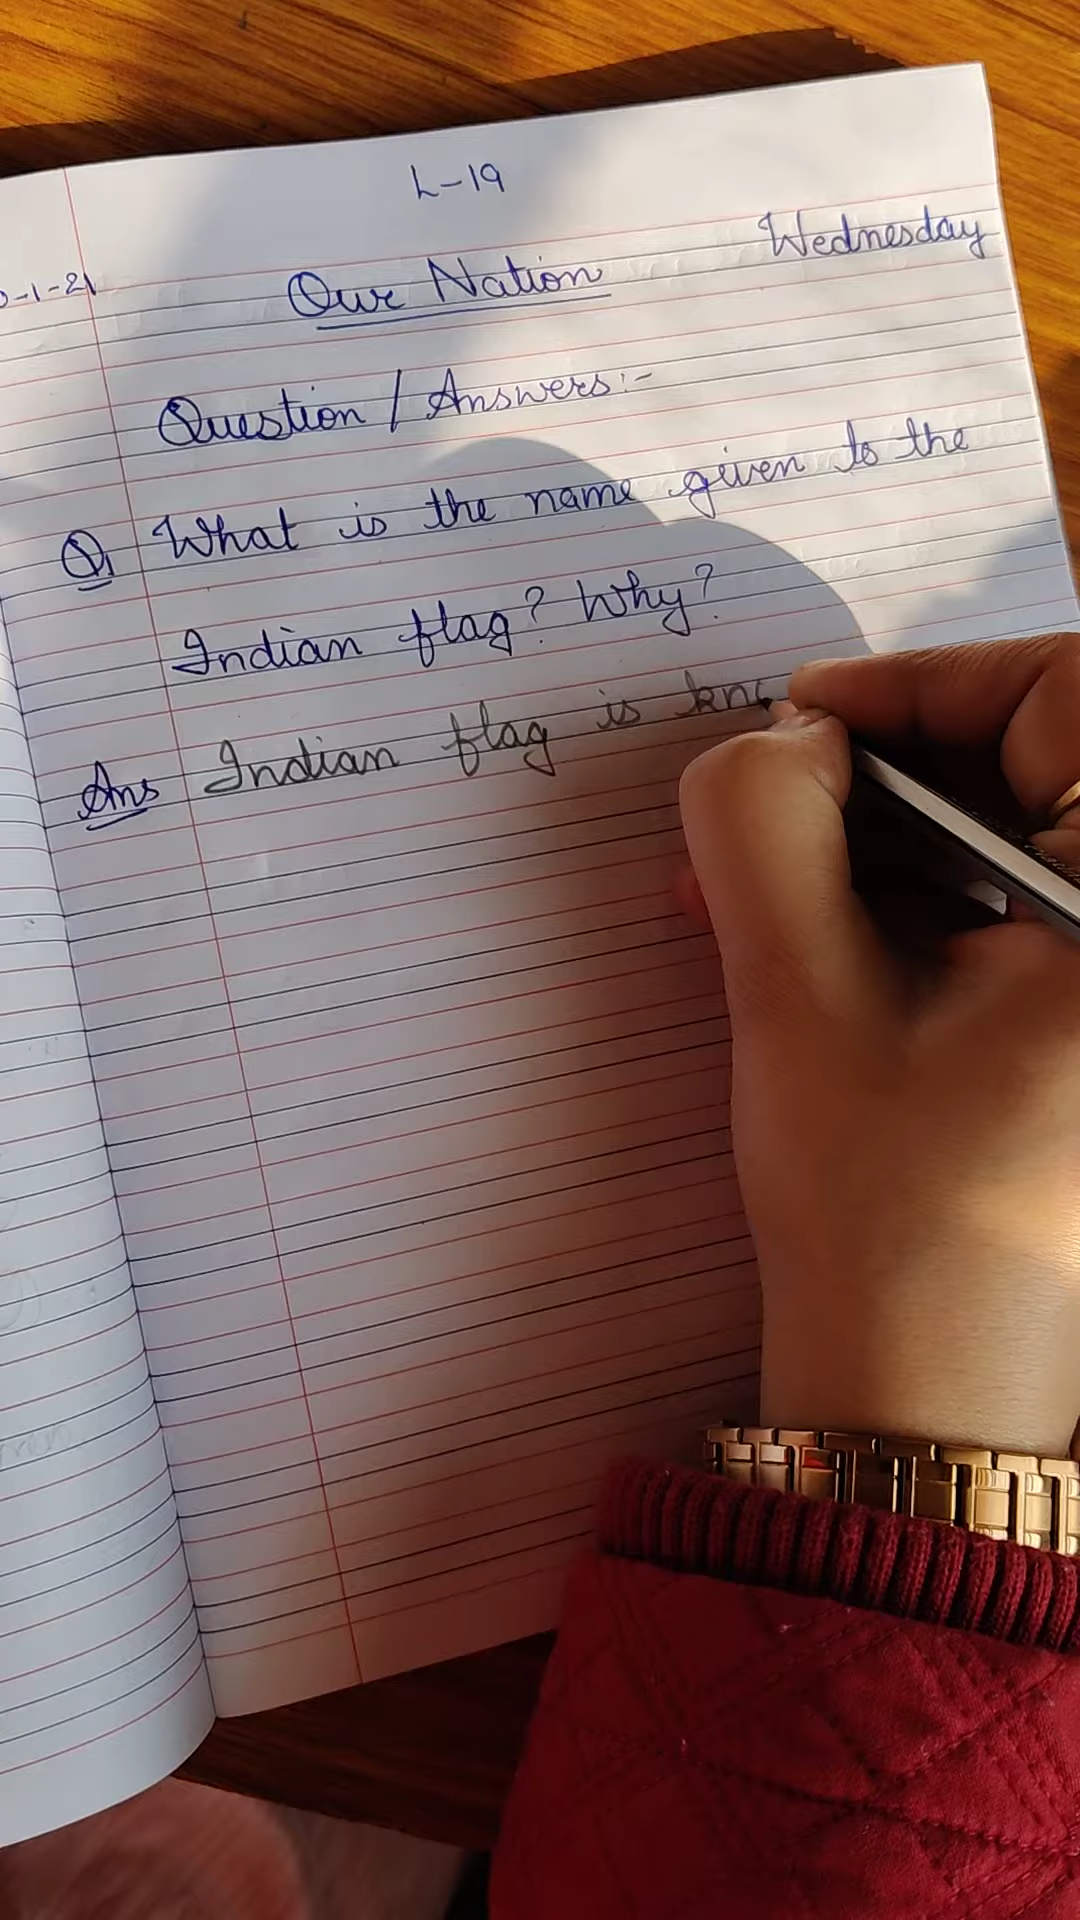 L-19
Wednesday
-1-21
Our Nation
Question / Answers:-
Q1 What is the name given to the
Indian flag? Why?
Ans Indian flag is kno